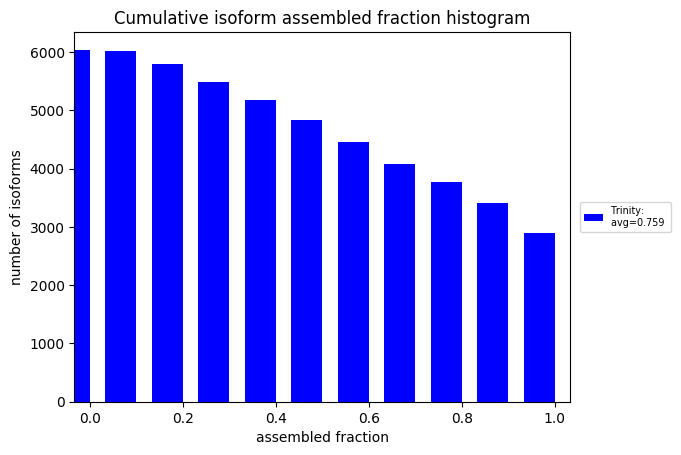 Cumulative isoform assembled fraction histogram
6000
5000
4000
3000
2000
1000
0
number of isoforms
0.0 0.2 0.4 0.6 0.8 1.0
assembled fraction
Trinity:
avg=0.759